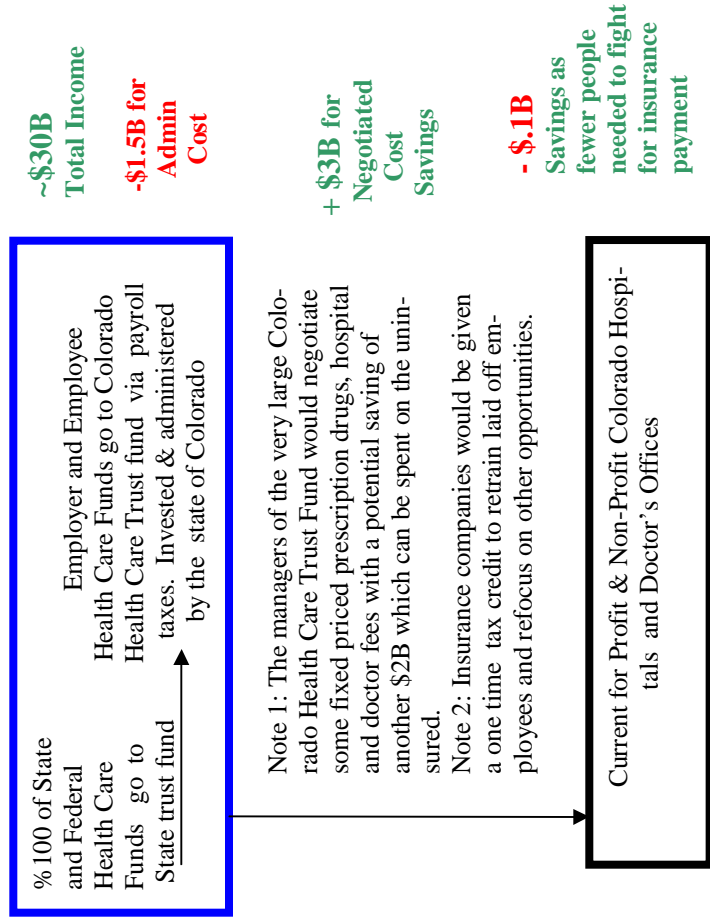 %100 of State
and Federal
Health Care
Funds go to
State trust fund
Employer and Employee
Health Care Funds go to Colorado
Health Care Trust fund via payroll
taxes. Invested & administered
by the state of Colorado
~$30B
Total Income
-$1.5B for
Admin
Cost
Note 1: The managers of the very large Colo-
rado Health Care Trust Fund would negotiate
some fixed priced prescription drugs, hospital
and doctor fees with a potential saving of
another $2B which can be spent on the unin-
sured.
Note 2: Insurance companies would be given
a one time tax credit to retrain laid off em-
ployees and refocus on other opportunities.
+ $3B for
Negotiated
Cost
Savings
Current for Profit & Non-Profit Colorado Hospi-
tals and Doctor's Offices
- $.1B
Savings as
fewer people
needed to fight
for insurance
payment